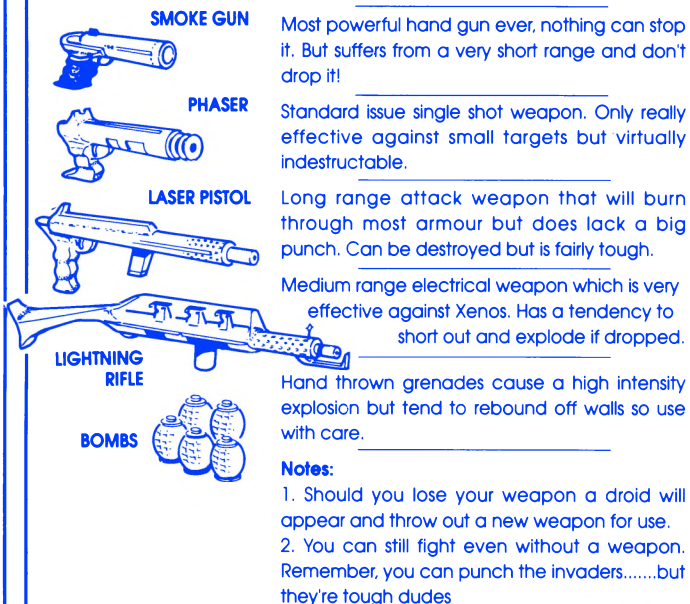 SMOKE GUN
Most powerful hand gun ever, nothing can stop
it. But suffers from a very short range and don't
drop it!
PHASER
Standard issue single shot weapon. Only really
effective against small targets but virtually
indestructable.
LASER PISTOL
Long range attack weapon that will burn
through most armour but does lack a big
punch. Can be destroyed but is fairly tough.
LIGHTNING
RIFLE
Medium range electrical weapon which is very
effective against Xenos. Has a tendency to
short out and explode if dropped.
BOMBS
Hand thrown grenades cause a high intensity
explosion but tend to rebound off walls so use
with care.
Notes:
1. Should you lose your weapon a droid will
appear and throw out a new weapon for use.
2. You can still fight even without a weapon.
Remember, you can punch the invaders.......but
they're tough dudes